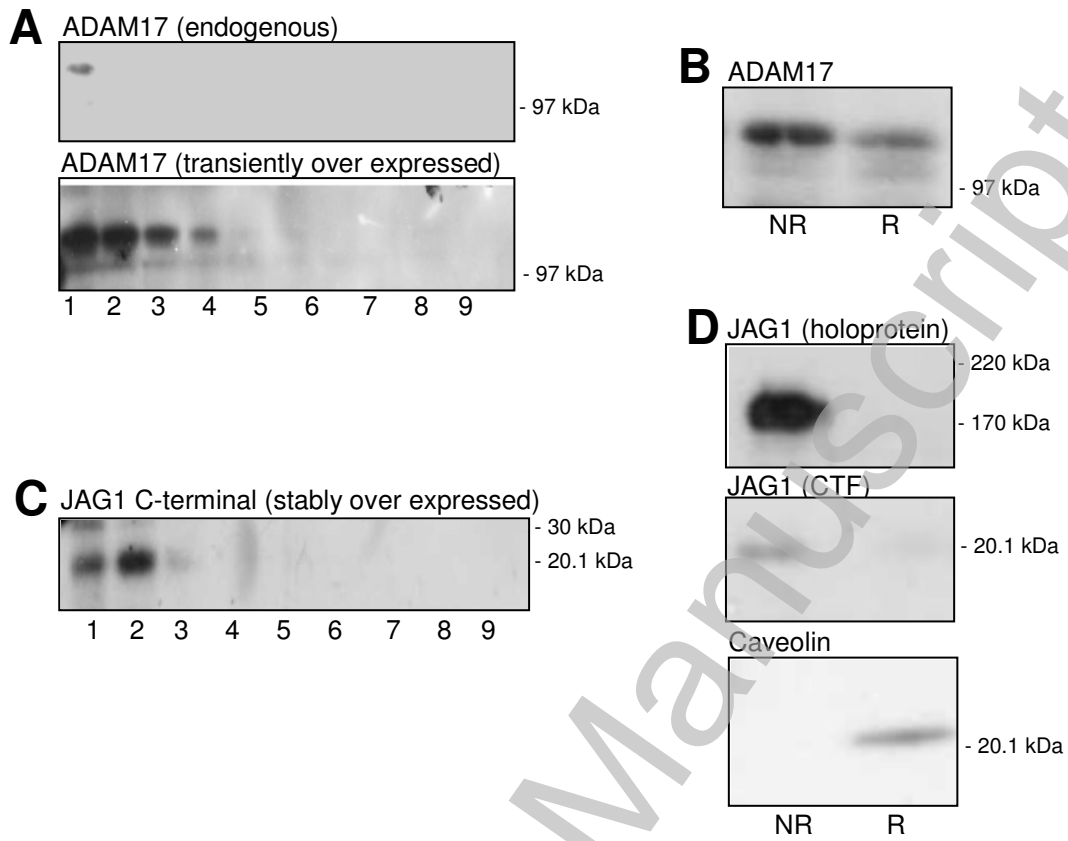 A
ADAM17 (endogenous)
- 97 kDa
ADAM17 (transiently over expressed)
- 97 kDa
1 2 3 4 5 6 7 8 9
B
ADAM17
- 97 kDa
NR R
C
JAG1 C-terminal (stably over expressed)
- 30 kDa
- 20.1 kDa
1 2 3 4 5 6 7 8 9
D
JAG1 (holoprotein)
- 220 kDa
- 170 kDa
JAG1 (CTF)
- 20.1 kDa
Caveolin
- 20.1 kDa
NR R
Manuscript